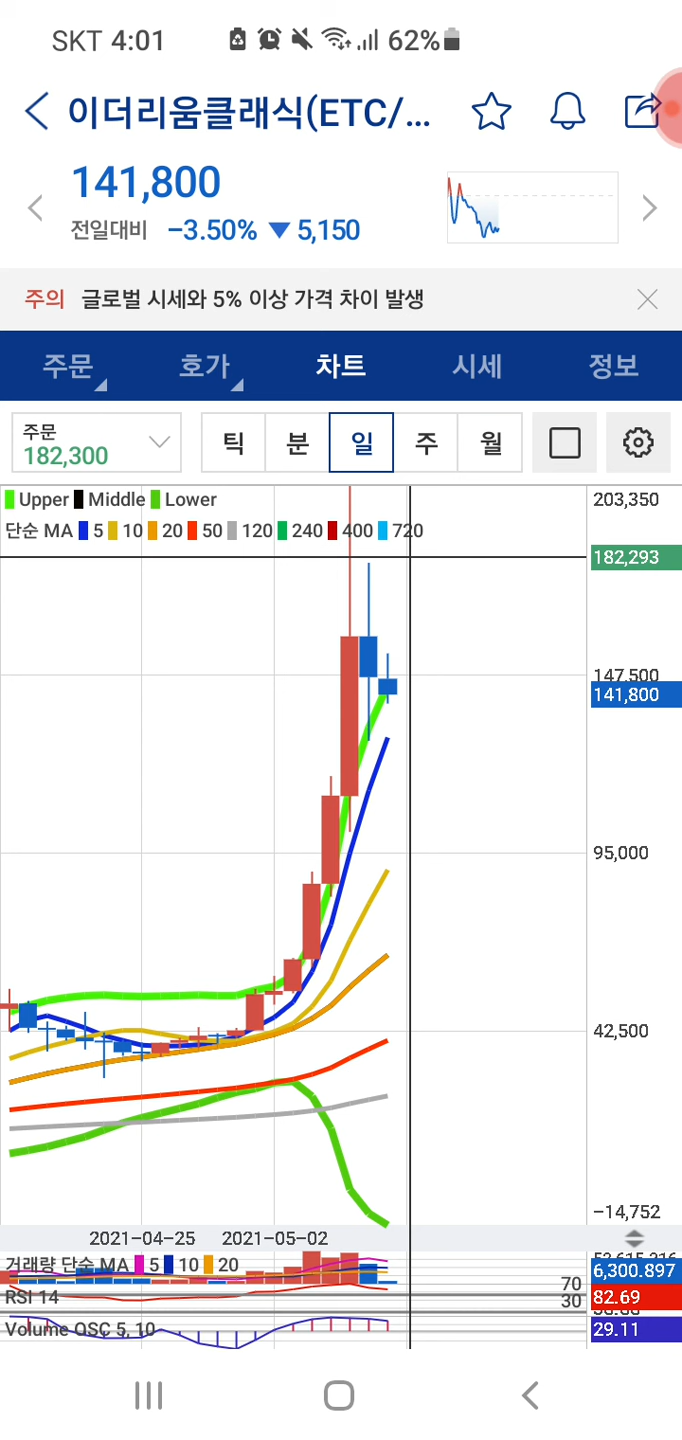 SKT 4:01 62%
이더리움클래식(ETC/...
141,800
전일대비 -3.50% ▼ 5,150
주의 글로벌 시세와 5% 이상 가격 차이 발생
주문 호가 차트 시세 정보
주문
182,300
틱 분 일 주 월
Upper Middle Lower
203,350
단순 MA 5 10 20 50 120 240 400 720
182,293
147,500
141,800
95,000
42,500
-14,752
2021-04-25 2021-05-02
거래량 단순 MA 5 10 20
6,300.897
70
RSI 14
30
82.69
Volume OSC 5, 10
29.11